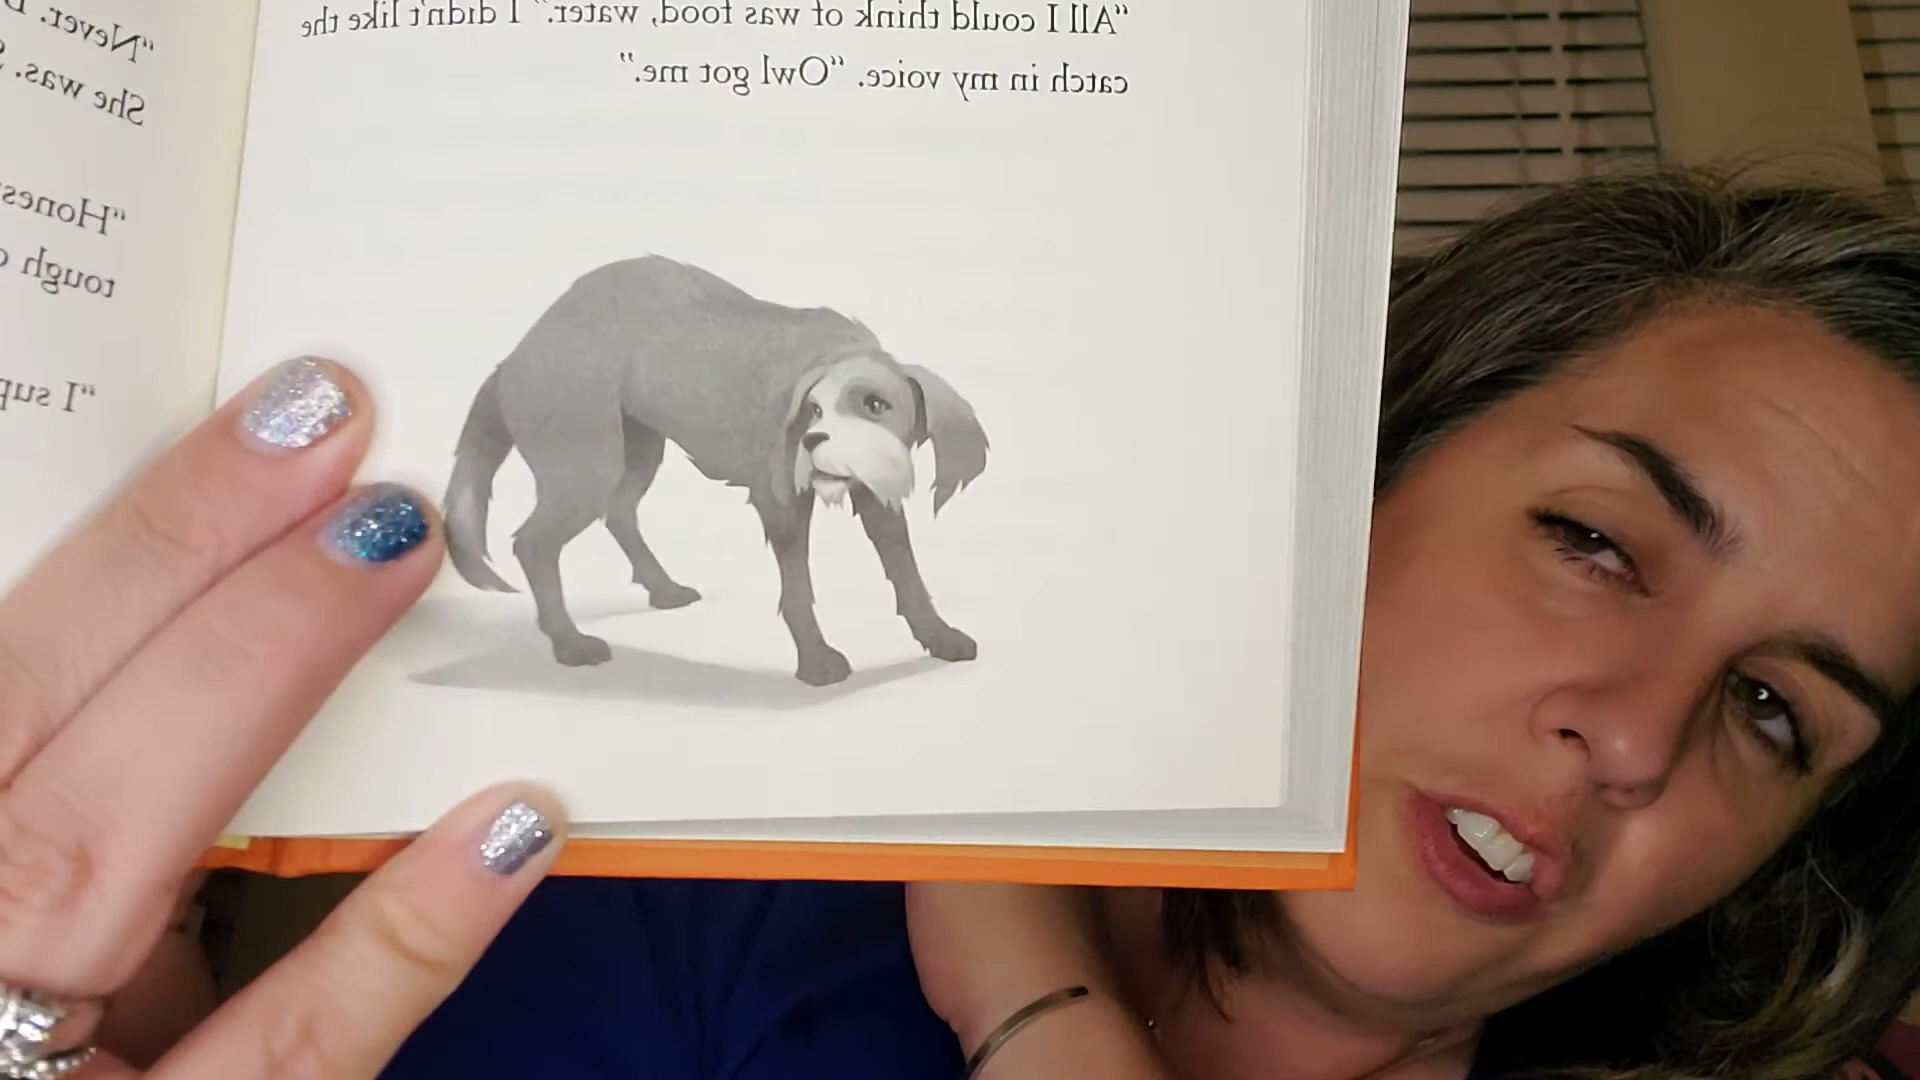 “All I could think of was food, water.” I didn't like the
catch in my voice. “Owl got me.”
“Never.
She was.
tough
“I